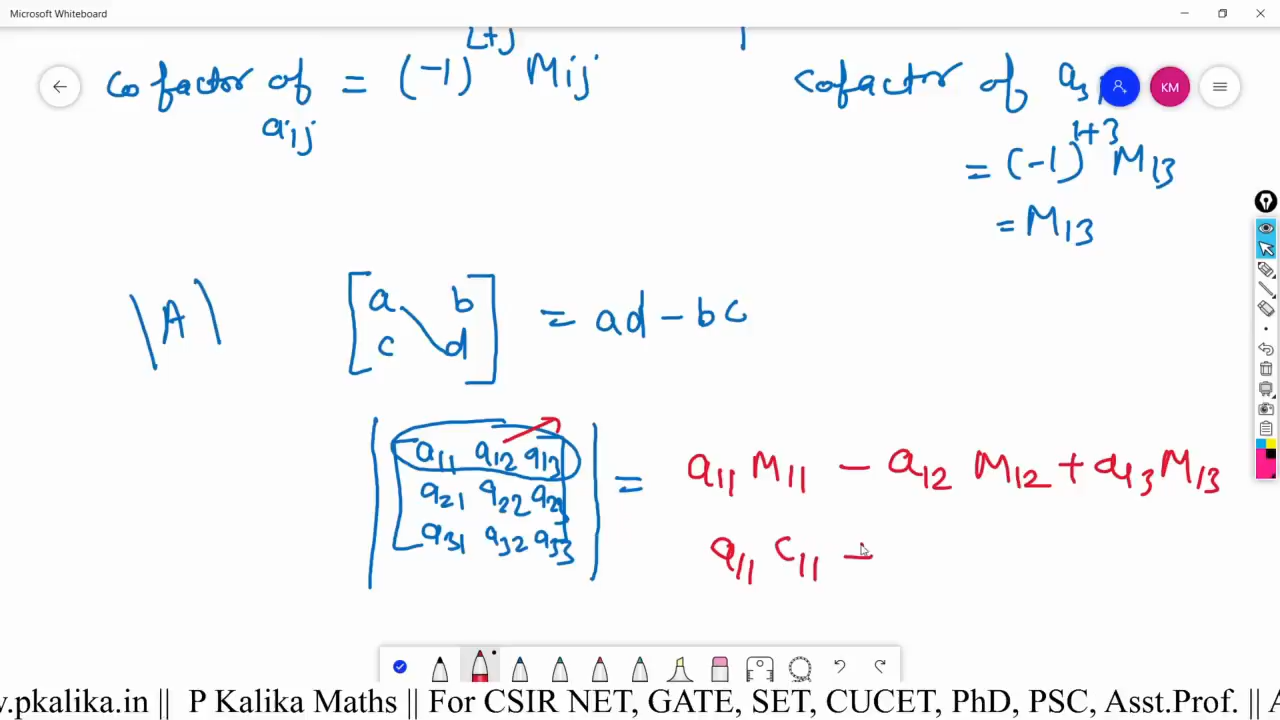 Microsoft Whiteboard
i+j
cofactor of = (-1) Mij
aij
cofactor of a3
KM
1+3
= (-1) M13
= M13
|A| [a b c d] = ad - bc
a11 a12 a13
a21 a22 a23
a31 a32 a33
= a11 M11 - a12 M12 + a13 M13
a11 C11 -
v.pkalika.in || P Kalika Maths || For CSIR NET, GATE, SET, CUCET, PhD, PSC, Asst.Prof. || A